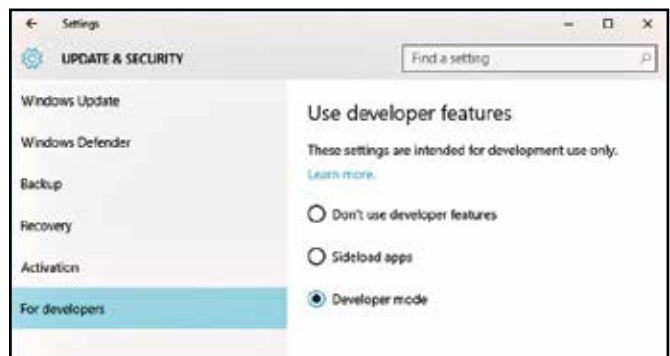 Settings
UPDATE & SECURITY
Find a setting
Windows Update
Windows Defender
Backup
Recovery
Activation
For developers
Use developer features
These settings are intended for development use only.
Learn more.
Don't use developer features
Sideload apps
Developer mode